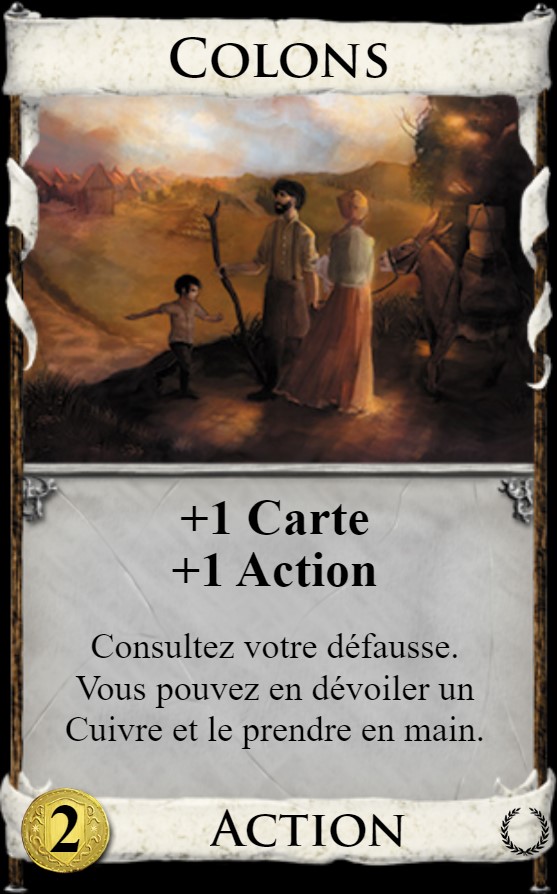 Colons
+1 Carte
+1 Action
Consultez votre défausse.
Vous pouvez en dévoiler un
Cuivre et le prendre en main.
2
Action